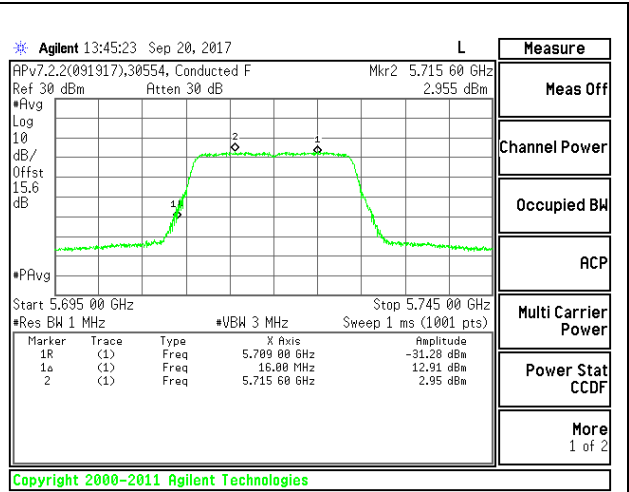 Agilent 13:45:23 Sep 20, 2017 L Measure
APv7.2.2(091917),30554, Conducted F Mkr2 5.715 60 GHz
Ref 30 dBm Atten 30 dB 2.955 dBm
Meas Off
#Avg
Log
10
dB/
Offst
15.6
dB
2
1
1R
#PAvg
Start 5.695 00 GHz Stop 5.745 00 GHz
#Res BW 1 MHz #VBW 3 MHz Sweep 1 ms (1001 pts)
Marker Trace Type X Axis Amplitude
1R (1) Freq 5.709 00 GHz -31.28 dBm
1Δ (1) Freq 16.00 MHz 12.91 dBm
2 (1) Freq 5.715 60 GHz 2.95 dBm
Channel Power
Occupied BW
ACP
Multi Carrier
Power
Power Stat
CCDF
More
1 of 2
Copyright 2000-2011 Agilent Technologies